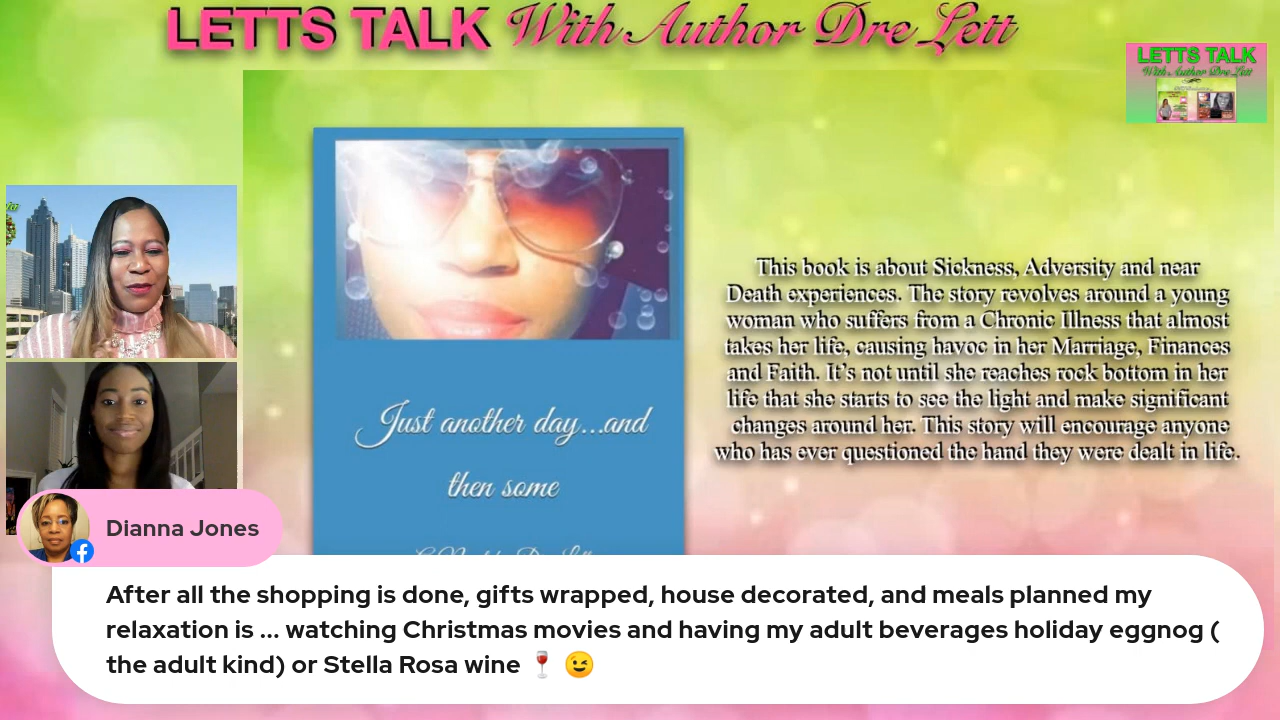 LETTS TALK With Author Dre Lett
LETTS TALK
With Author Dre Lett
This book is about Sickness, Adversity and near
Death experiences. The story revolves around a young
woman who suffers from a Chronic Illness that almost
takes her life, causing havoc in her Marriage, Finances
and Faith. It's not until she reaches rock bottom in her
life that she starts to see the light and make significant
changes around her. This story will encourage anyone
who has ever questioned the hand they were dealt in life.
Just another day...and
then some
Dianna Jones
After all the shopping is done, gifts wrapped, house decorated, and meals planned my
relaxation is ... watching Christmas movies and having my adult beverages holiday eggnog (
the adult kind) or Stella Rosa wine 🍷 😉